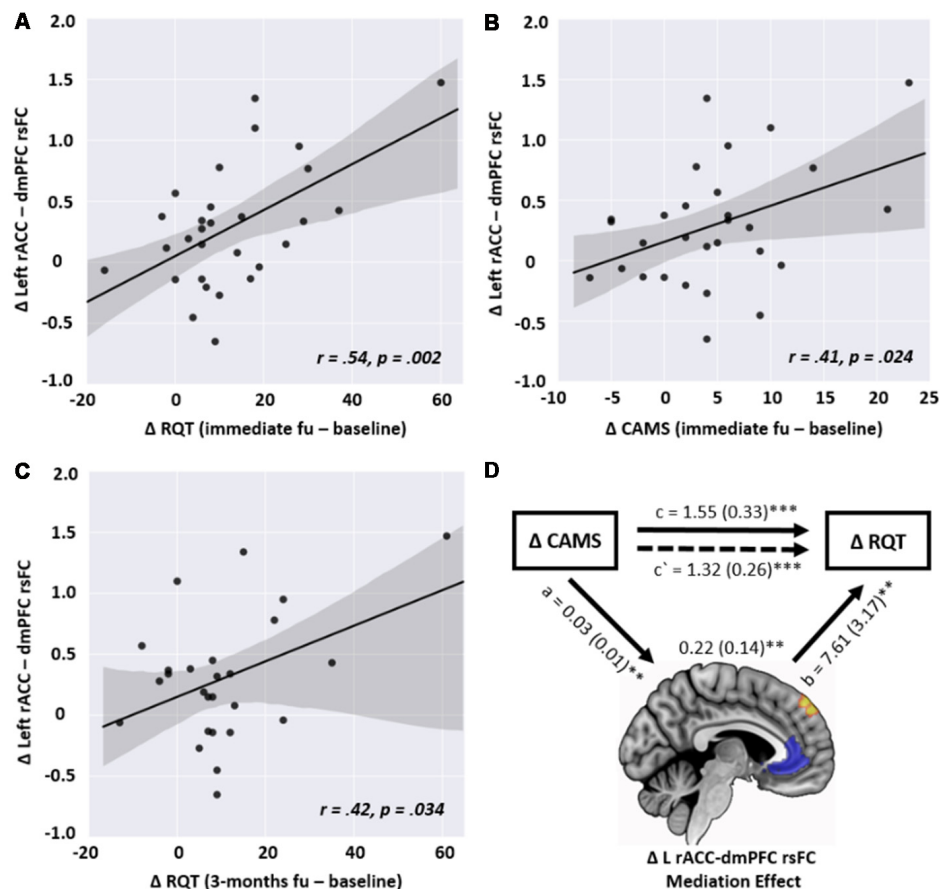 A
2.0
1.5
1.0
0.5
0
-0.5
-1.0
Δ Left rACC – dmPFC rsFC
r = .54, p = .002
-20 0 20 40 60
Δ RQT (immediate fu – baseline)
B
2.0
1.5
1.0
0.5
0
-0.5
-1.0
Δ Left rACC – dmPFC rsFC
r = .41, p = .024
-10 -5 0 5 10 15 20 25
Δ CAMS (immediate fu – baseline)
C
2.0
1.5
1.0
0.5
0
-0.5
-1.0
Δ Left rACC – dmPFC rsFC
r = .42, p = .034
-20 0 20 40 60
Δ RQT (3-months fu – baseline)
D
c = 1.55 (0.33)***
Δ CAMS
Δ RQT
c` = 1.32 (0.26)***
a = 0.03 (0.01)**
0.22 (0.14)**
b = 7.61 (3.17)**
Δ L rACC-dmPFC rsFC
Mediation Effect